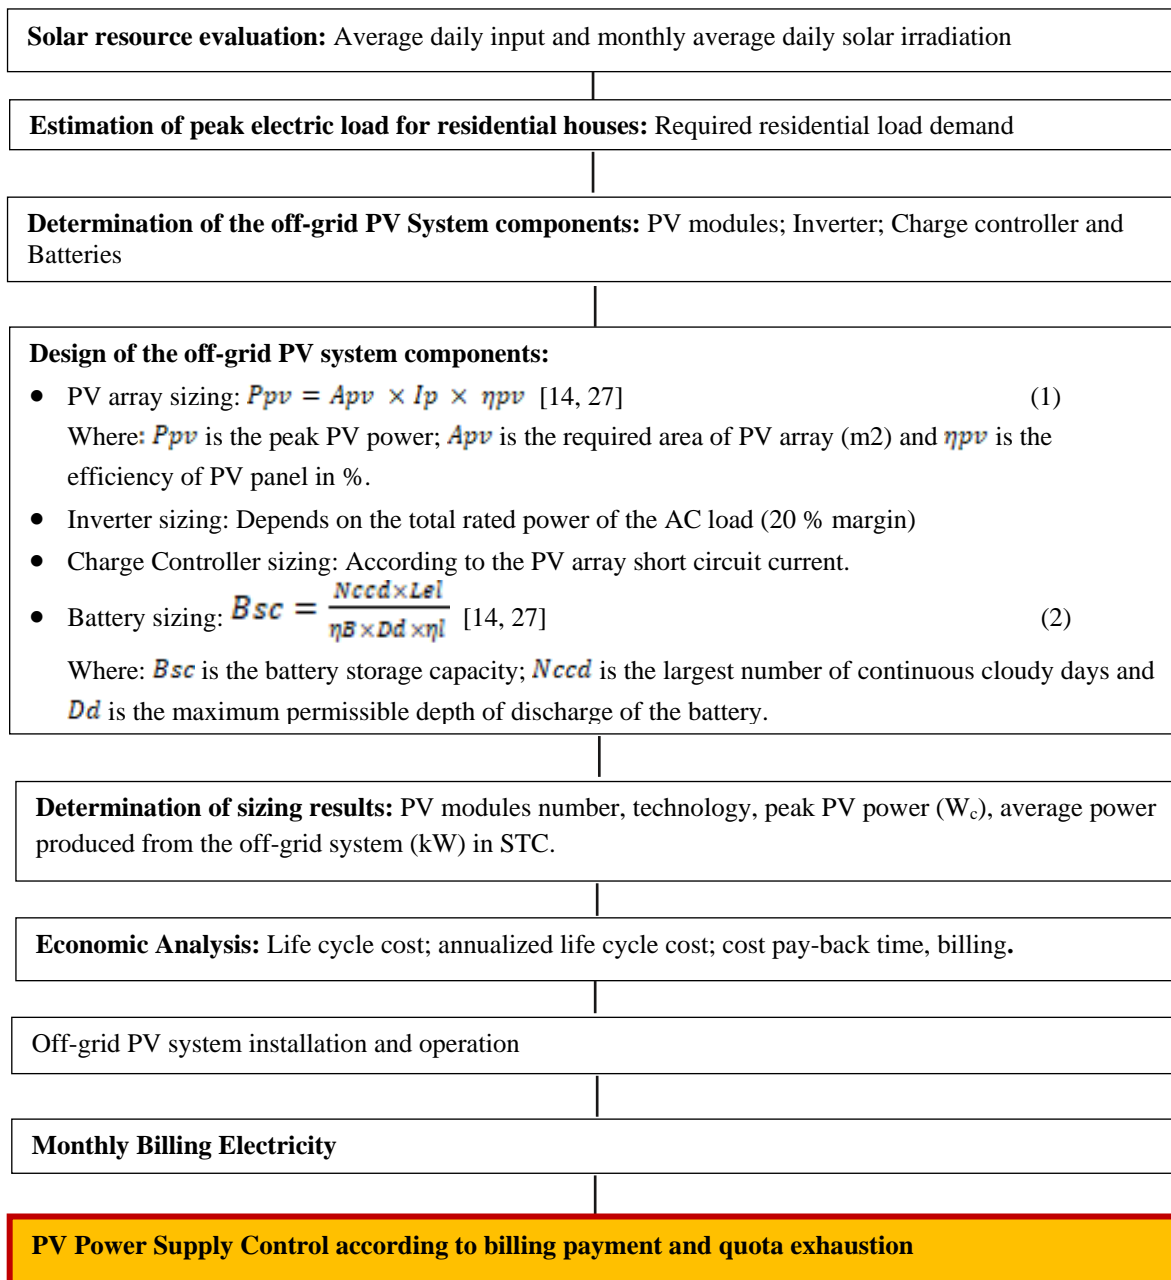 Solar resource evaluation: Average daily input and monthly average daily solar irradiation
Estimation of peak electric load for residential houses: Required residential load demand
Determination of the off-grid PV System components: PV modules; Inverter; Charge controller and
Batteries
Design of the off-grid PV system components:
• PV array sizing: Ppv = Apv × Ip × ηpv [14, 27] (1)
Where: Ppv is the peak PV power; Apv is the required area of PV array (m2) and ηpv is the
efficiency of PV panel in %.
• Inverter sizing: Depends on the total rated power of the AC load (20 % margin)
• Charge Controller sizing: According to the PV array short circuit current.
• Battery sizing: Bsc = Nccd×Lel / ηB×Dd×ηl [14, 27] (2)
Where: Bsc is the battery storage capacity; Nccd is the largest number of continuous cloudy days and
Dd is the maximum permissible depth of discharge of the battery.
Determination of sizing results: PV modules number, technology, peak PV power (Wc), average power
produced from the off-grid system (kW) in STC.
Economic Analysis: Life cycle cost; annualized life cycle cost; cost pay-back time, billing.
Off-grid PV system installation and operation
Monthly Billing Electricity
PV Power Supply Control according to billing payment and quota exhaustion